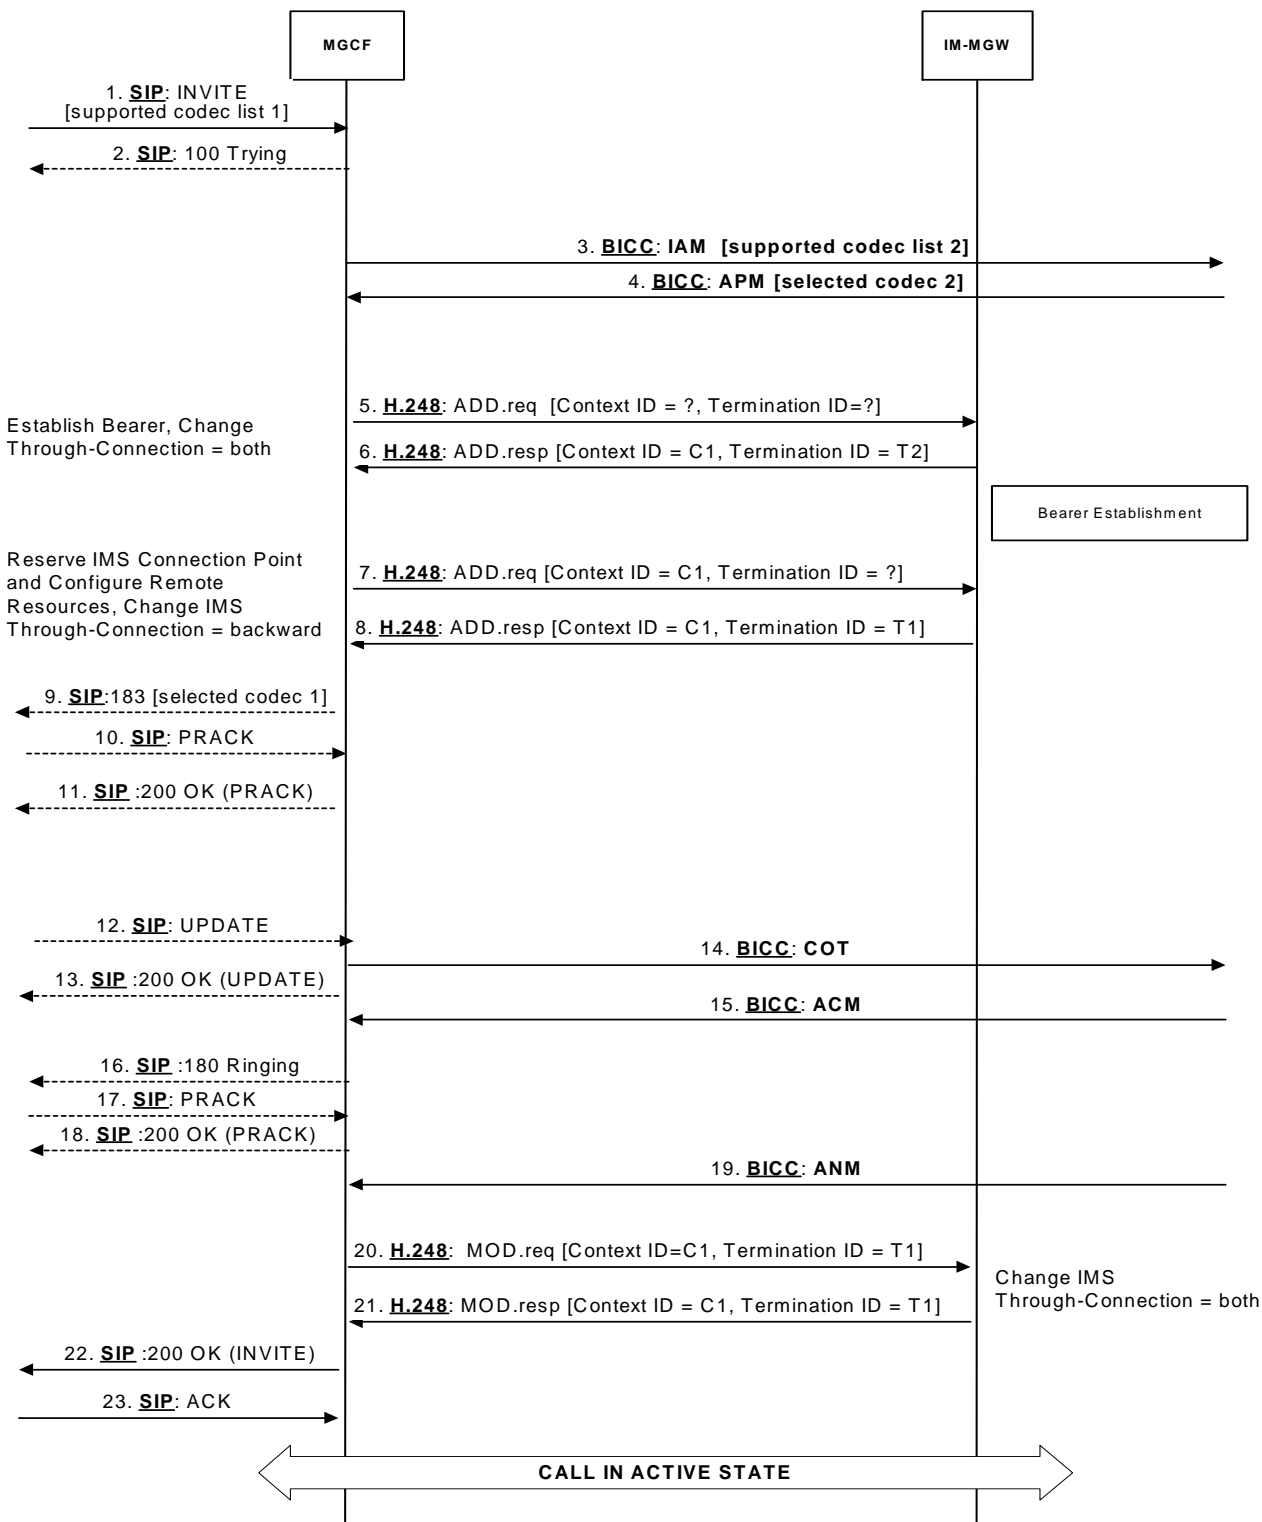 MGCF
IM-MGW
1. SIP: INVITE
[supported codec list 1]
2. SIP: 100 Trying
3. BICC: IAM [supported codec list 2]
4. BICC: APM [selected codec 2]
5. H.248: ADD.req [Context ID = ?, Termination ID=?]
Establish Bearer, Change
Through-Connection = both
6. H.248: ADD.resp [Context ID = C1, Termination ID = T2]
Bearer Establishment
Reserve IMS Connection Point
and Configure Remote
Resources, Change IMS
Through-Connection = backward
7. H.248: ADD.req [Context ID = C1, Termination ID = ?]
8. H.248: ADD.resp [Context ID = C1, Termination ID = T1]
9. SIP:183 [selected codec 1]
10. SIP: PRACK
11. SIP :200 OK (PRACK)
12. SIP: UPDATE
14. BICC: COT
13. SIP :200 OK (UPDATE)
15. BICC: ACM
16. SIP :180 Ringing
17. SIP: PRACK
18. SIP :200 OK (PRACK)
19. BICC: ANM
20. H.248: MOD.req [Context ID=C1, Termination ID = T1]
Change IMS
Through-Connection = both
21. H.248: MOD.resp [Context ID = C1, Termination ID = T1]
22. SIP :200 OK (INVITE)
23. SIP: ACK
CALL IN ACTIVE STATE